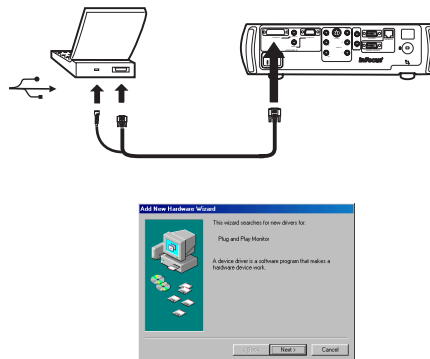 InFocus
Add New Hardware Wizard
This wizard searches for new drivers for:
Plug and Play Monitor
A device driver is a software program that makes a
hardware device work.
< Back
Next >
Cancel